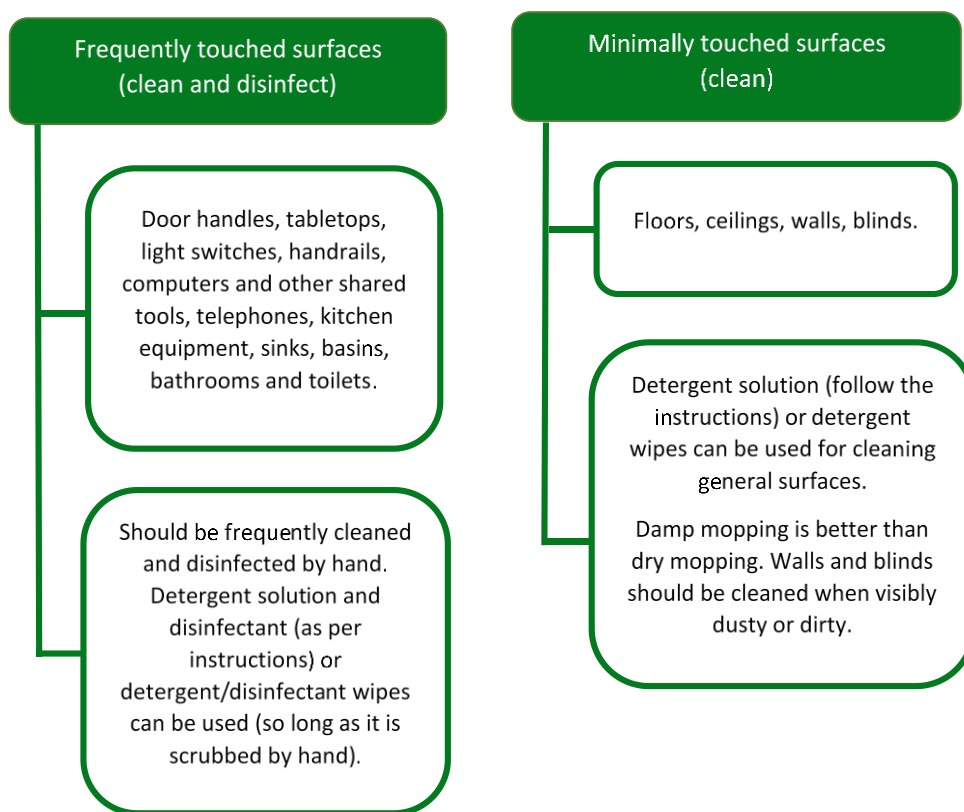 Frequently touched surfaces
(clean and disinfect)
Door handles, tabletops,
light switches, handrails,
computers and other shared
tools, telephones, kitchen
equipment, sinks, basins,
bathrooms and toilets.
Should be frequently cleaned
and disinfected by hand.
Detergent solution and
disinfectant (as per
instructions) or
detergent/disinfectant wipes
can be used (so long as it is
scrubbed by hand).
Minimally touched surfaces
(clean)
Floors, ceilings, walls, blinds.
Detergent solution (follow the
instructions) or detergent
wipes can be used for cleaning
general surfaces.
Damp mopping is better than
dry mopping. Walls and blinds
should be cleaned when visibly
dusty or dirty.